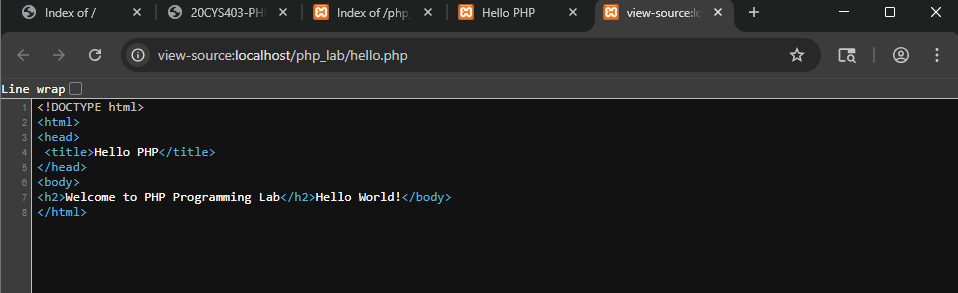 Index of /
20CYS403-PH
Index of /php_
Hello PHP
view-source:lo
view-source:localhost/php_lab/hello.php
Line wrap
1 <!DOCTYPE html>
2 <html>
3 <head>
4 <title>Hello PHP</title>
5 </head>
6 <body>
7 <h2>Welcome to PHP Programming Lab</h2>Hello World!</body>
8 </html>